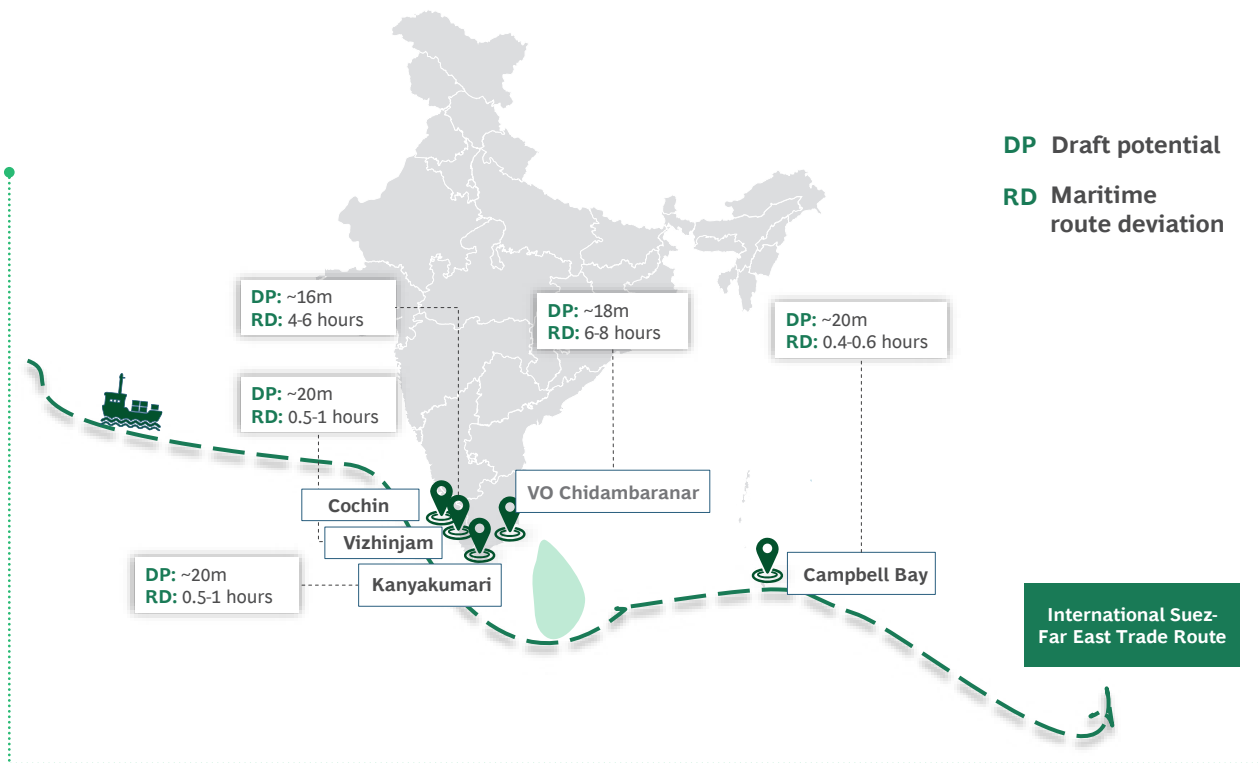 DP Draft potential
RD Maritime
route deviation
DP: ~16m
RD: 4-6 hours
DP: ~18m
RD: 6-8 hours
DP: ~20m
RD: 0.4-0.6 hours
DP: ~20m
RD: 0.5-1 hours
Cochin
VO Chidambaranar
Vizhinjam
Kanyakumari
DP: ~20m
RD: 0.5-1 hours
Campbell Bay
International Suez-
Far East Trade Route